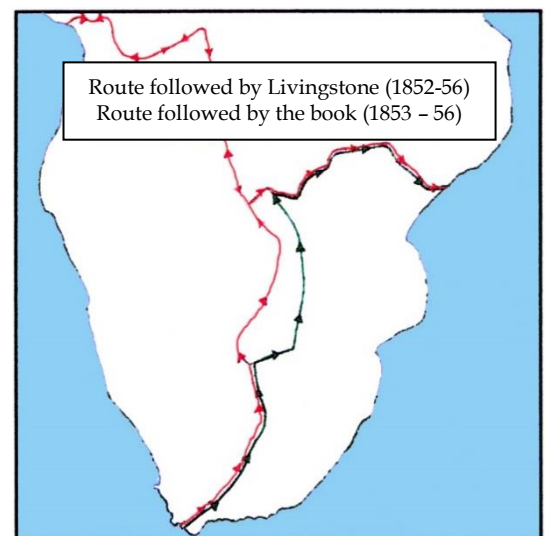 Route followed by Livingstone (1852-56)
Route followed by the book (1853 – 56)